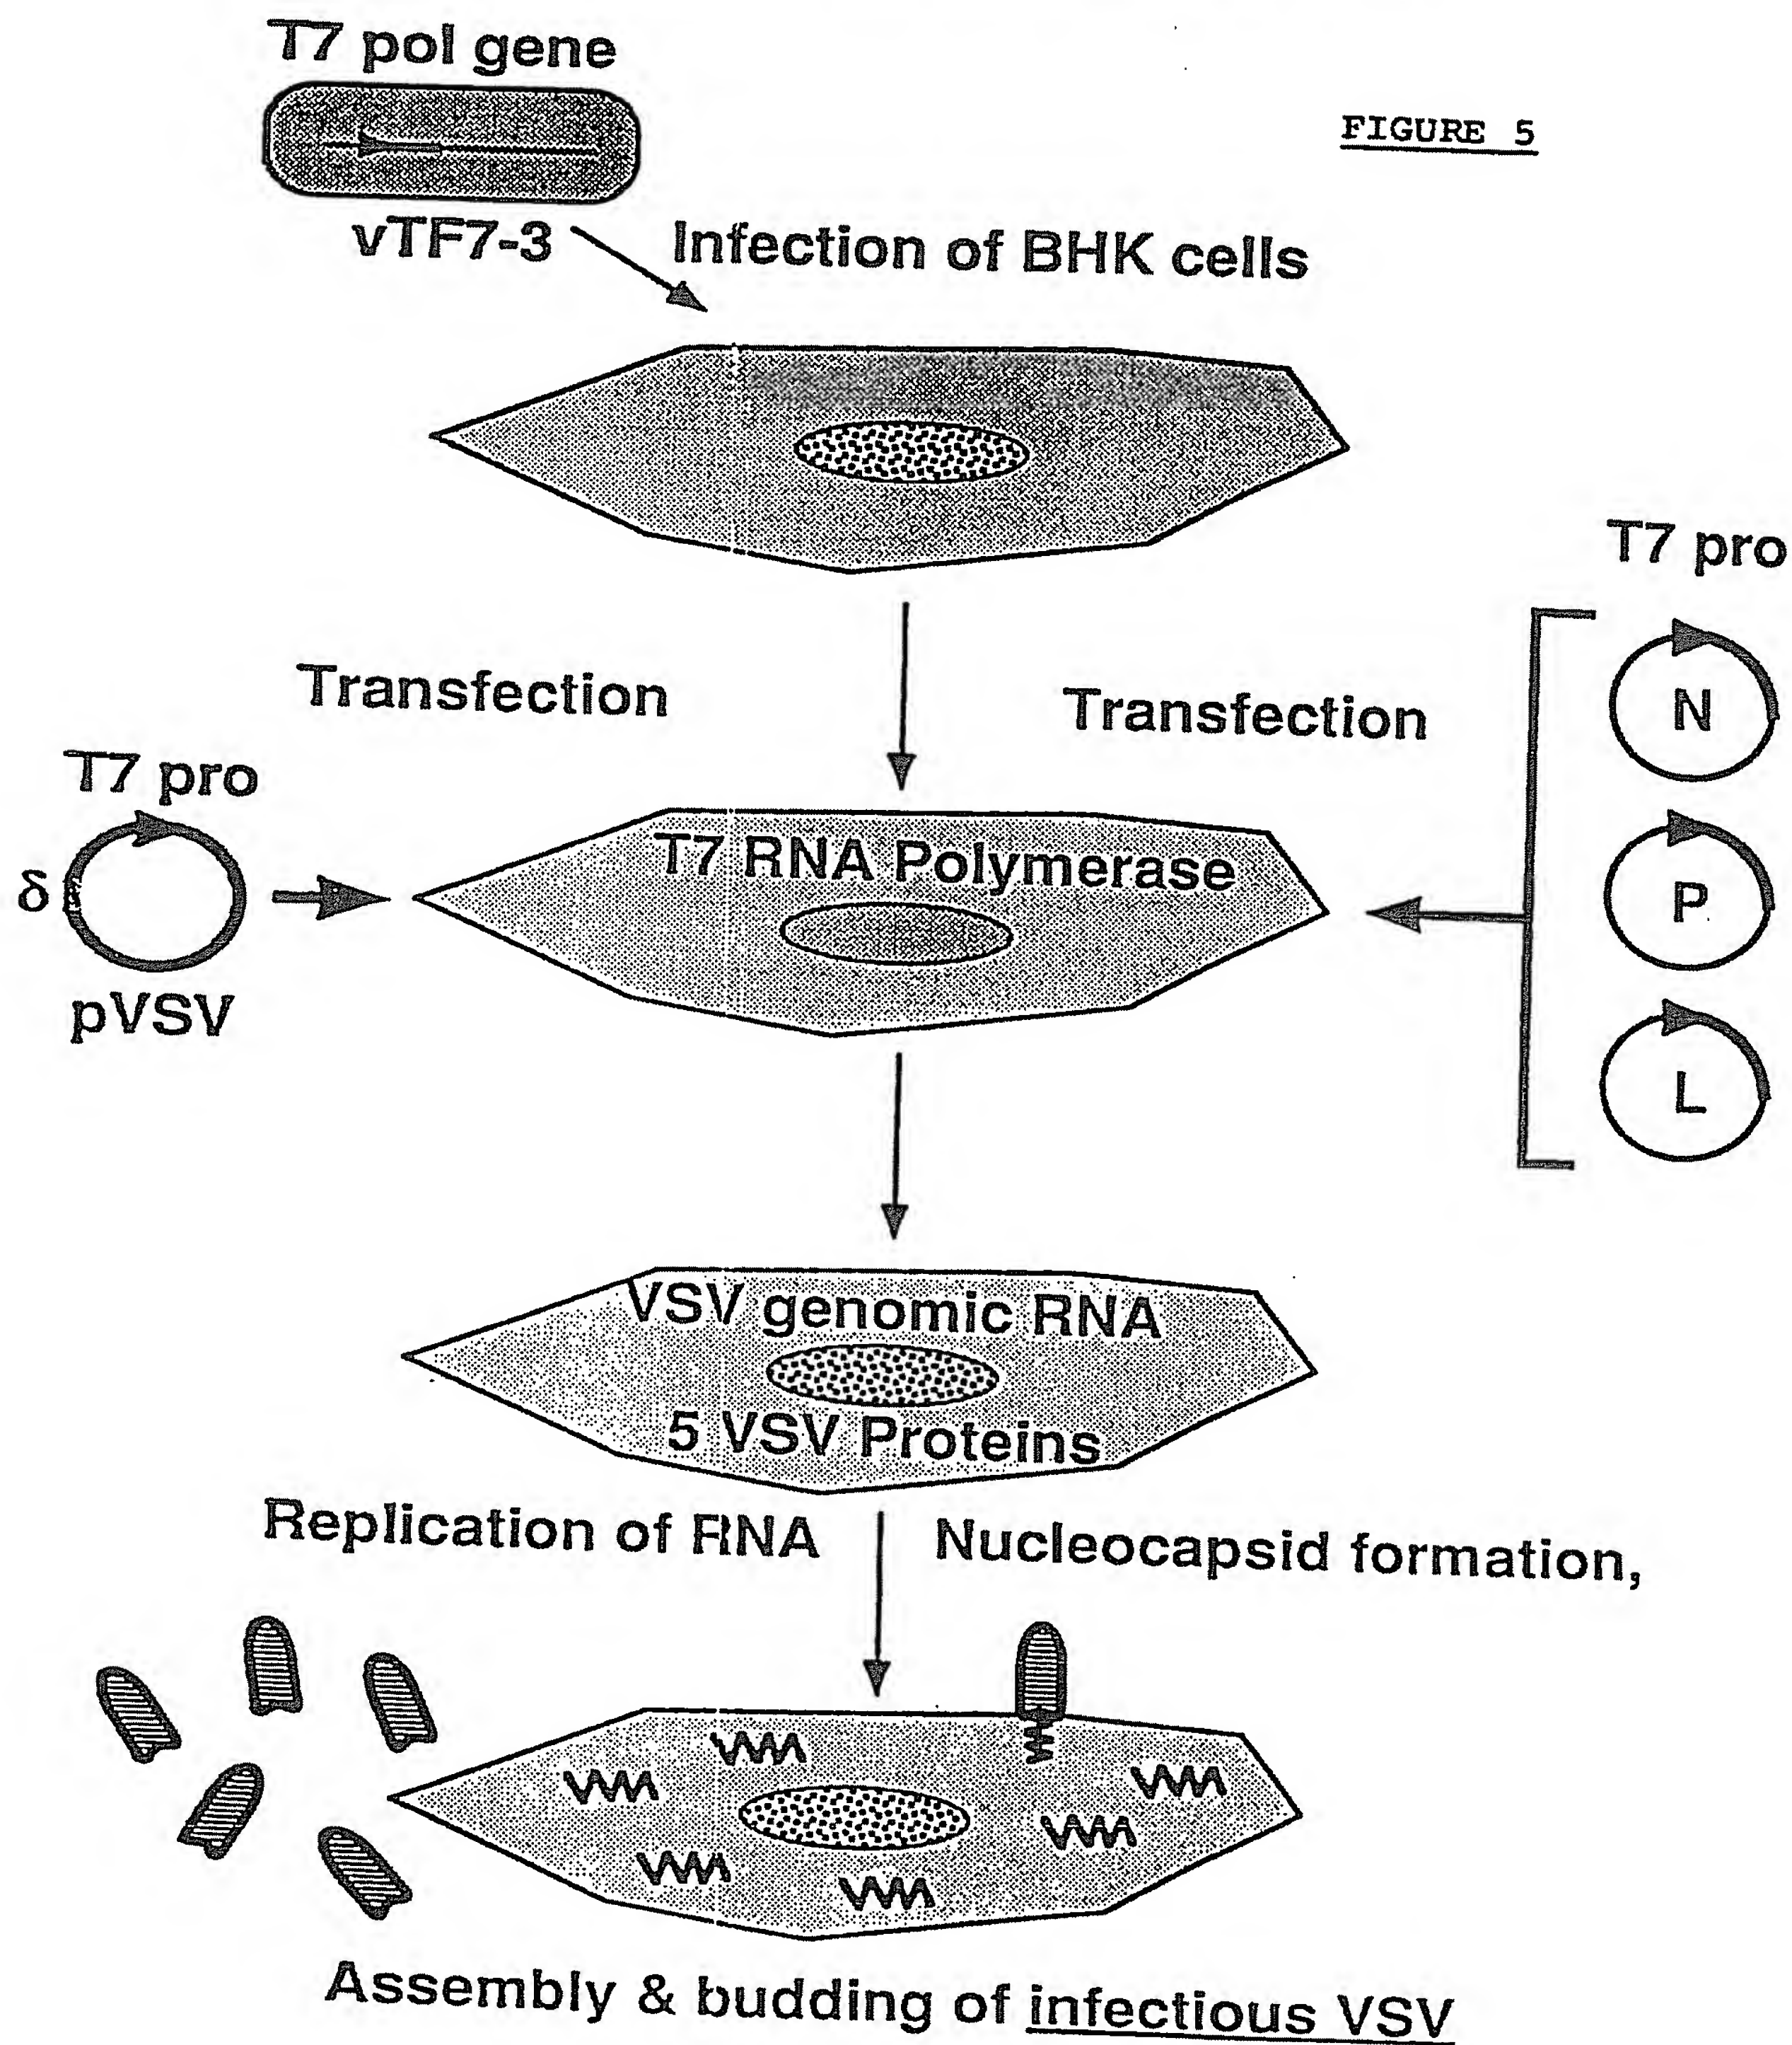 T7 pol gene
FIGURE 5
vTF7-3
Infection of BHK cells
T7 pro
N
P
L
Transfection
Transfection
T7 pro
δ
pVSV
T7 RNA Polymerase
VSV genomic RNA
5 VSV Proteins
Replication of RNA
Nucleocapsid formation,
Assembly & budding of infectious VSV